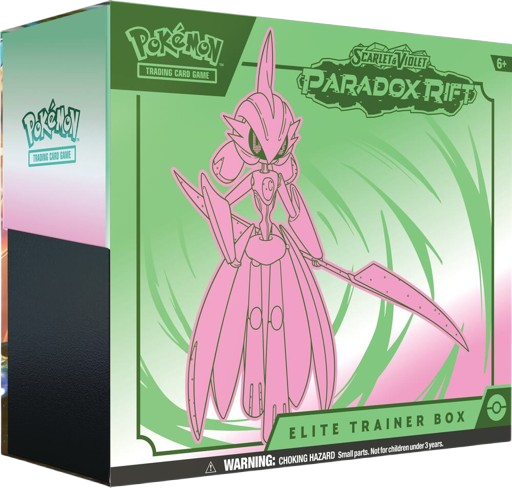 POKÉMON
TRADING CARD GAME
SCARLET & VIOLET
PARADOX RIFT
6+
POKÉMON
TRADING CARD GAME
ELITE TRAINER BOX
WARNING: CHOKING HAZARD Small parts. Not for children under 3 years.